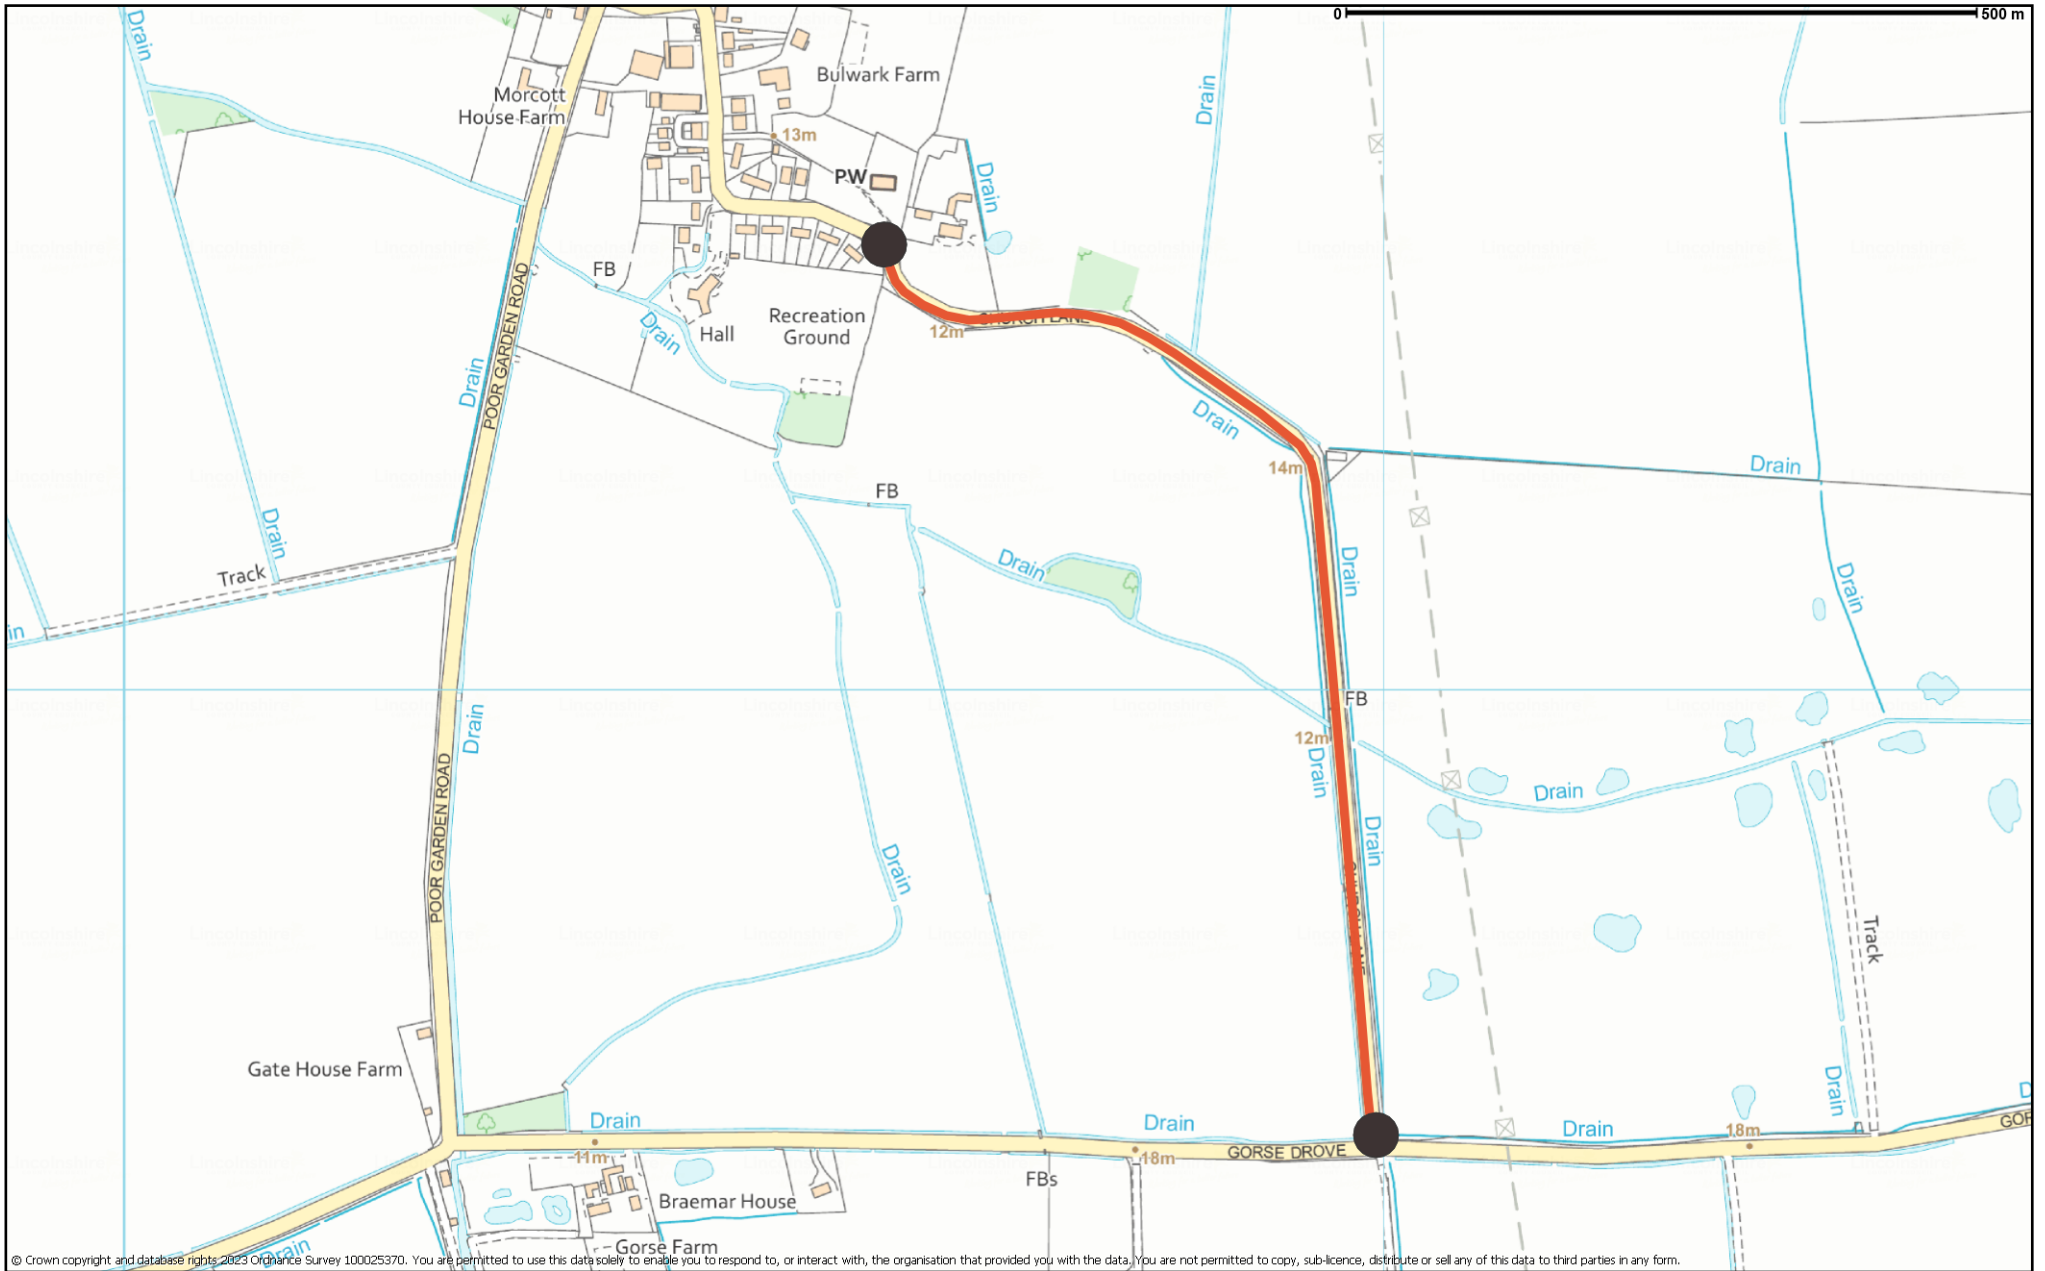 0
500 m
Drain
Bulwark Farm
Morcott
House Farm
Drain
13m
PW
Drain
FB
POOR GARDEN ROAD
Drain
Hall
Recreation
Ground
12m
CHURCH LANE
Drain
Drain
14m
Drain
FB
Drain
Track
Drain
Drain
Drain
FB
12m
Drain
Drain
Drain
Drain
POOR GARDEN ROAD
Drain
CHURCH LANE
Track
Gate House Farm
Drain
Drain
Drain
Drain
11m
18m
GORSE DROVE
18m
FBs
Braemar House
Gorse Farm
Drain
© Crown copyright and database rights 2023 Ordnance Survey 100025370. You are permitted to use this data solely to enable you to respond to, or interact with, the organisation that provided you with the data. You are not permitted to copy, sub-licence, distribute or sell any of this data to third parties in any form.